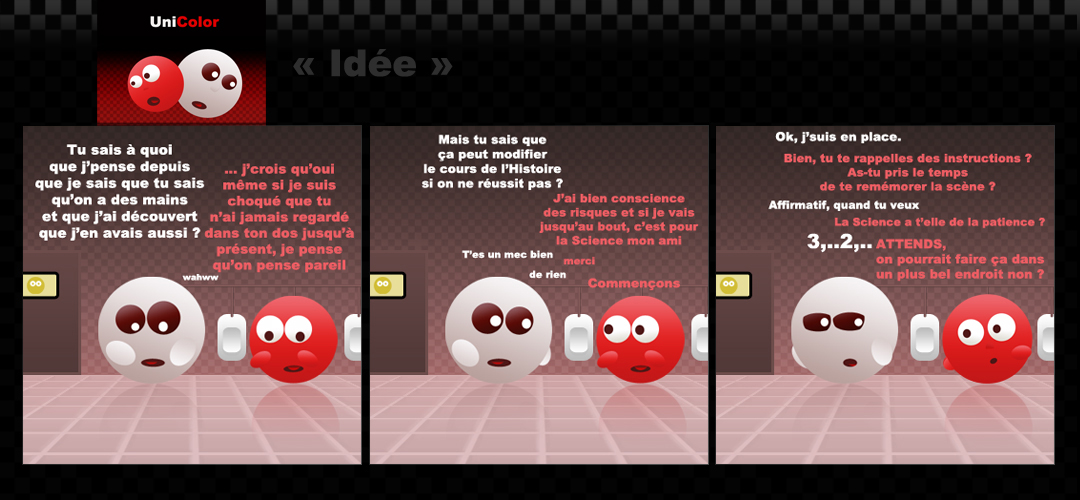 UniColor
« Idée »
Tu sais à quoi
que j'pense depuis
que je sais que tu sais
qu'on a des mains
et que j'ai découvert
que j'en avais aussi ?
... j'crois qu'oui
même si je suis
choqué que tu
n'ai jamais regardé
dans ton dos jusqu'à
présent, je pense
qu'on pense pareil
wahww
Mais tu sais que
ça peut modifier
le cours de l'Histoire
si on ne réussit pas ?
J'ai bien conscience
des risques et si je vais
jusqu'au bout, c'est pour
la Science mon ami
T'es un mec bien
merci
de rien
Commençons
Ok, j'suis en place.
Bien, tu te rappelles des instructions ?
As-tu pris le temps
de te remémorer la scène ?
Affirmatif, quand tu veux
La Science a t'elle de la patience ?
3,..2,..
ATTENDS,
on pourrait faire ça dans
un plus bel endroit non ?